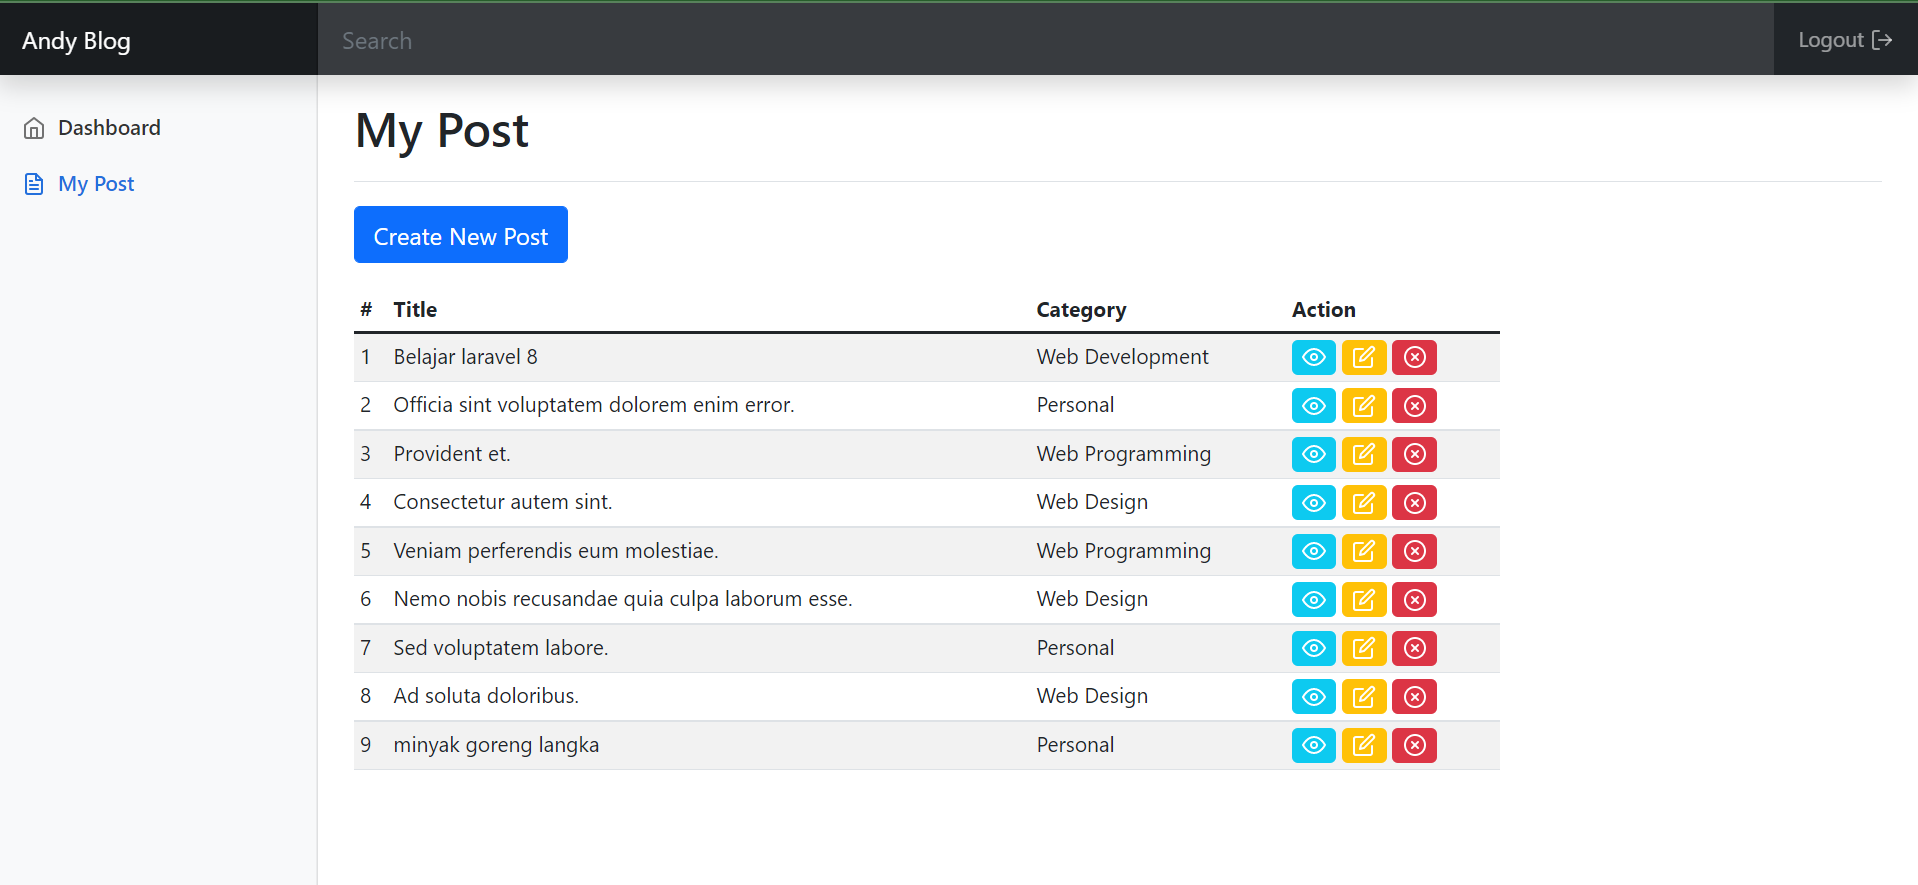 Andy Blog Search Logout
Dashboard
My Post
My Post
Create New Post
# Title Category Action
1 Belajar laravel 8 Web Development
2 Officia sint voluptatem dolorem enim error. Personal
3 Provident et. Web Programming
4 Consectetur autem sint. Web Design
5 Veniam perferendis eum molestiae. Web Programming
6 Nemo nobis recusandae quia culpa laborum esse. Web Design
7 Sed voluptatem labore. Personal
8 Ad soluta doloribus. Web Design
9 minyak goreng langka Personal